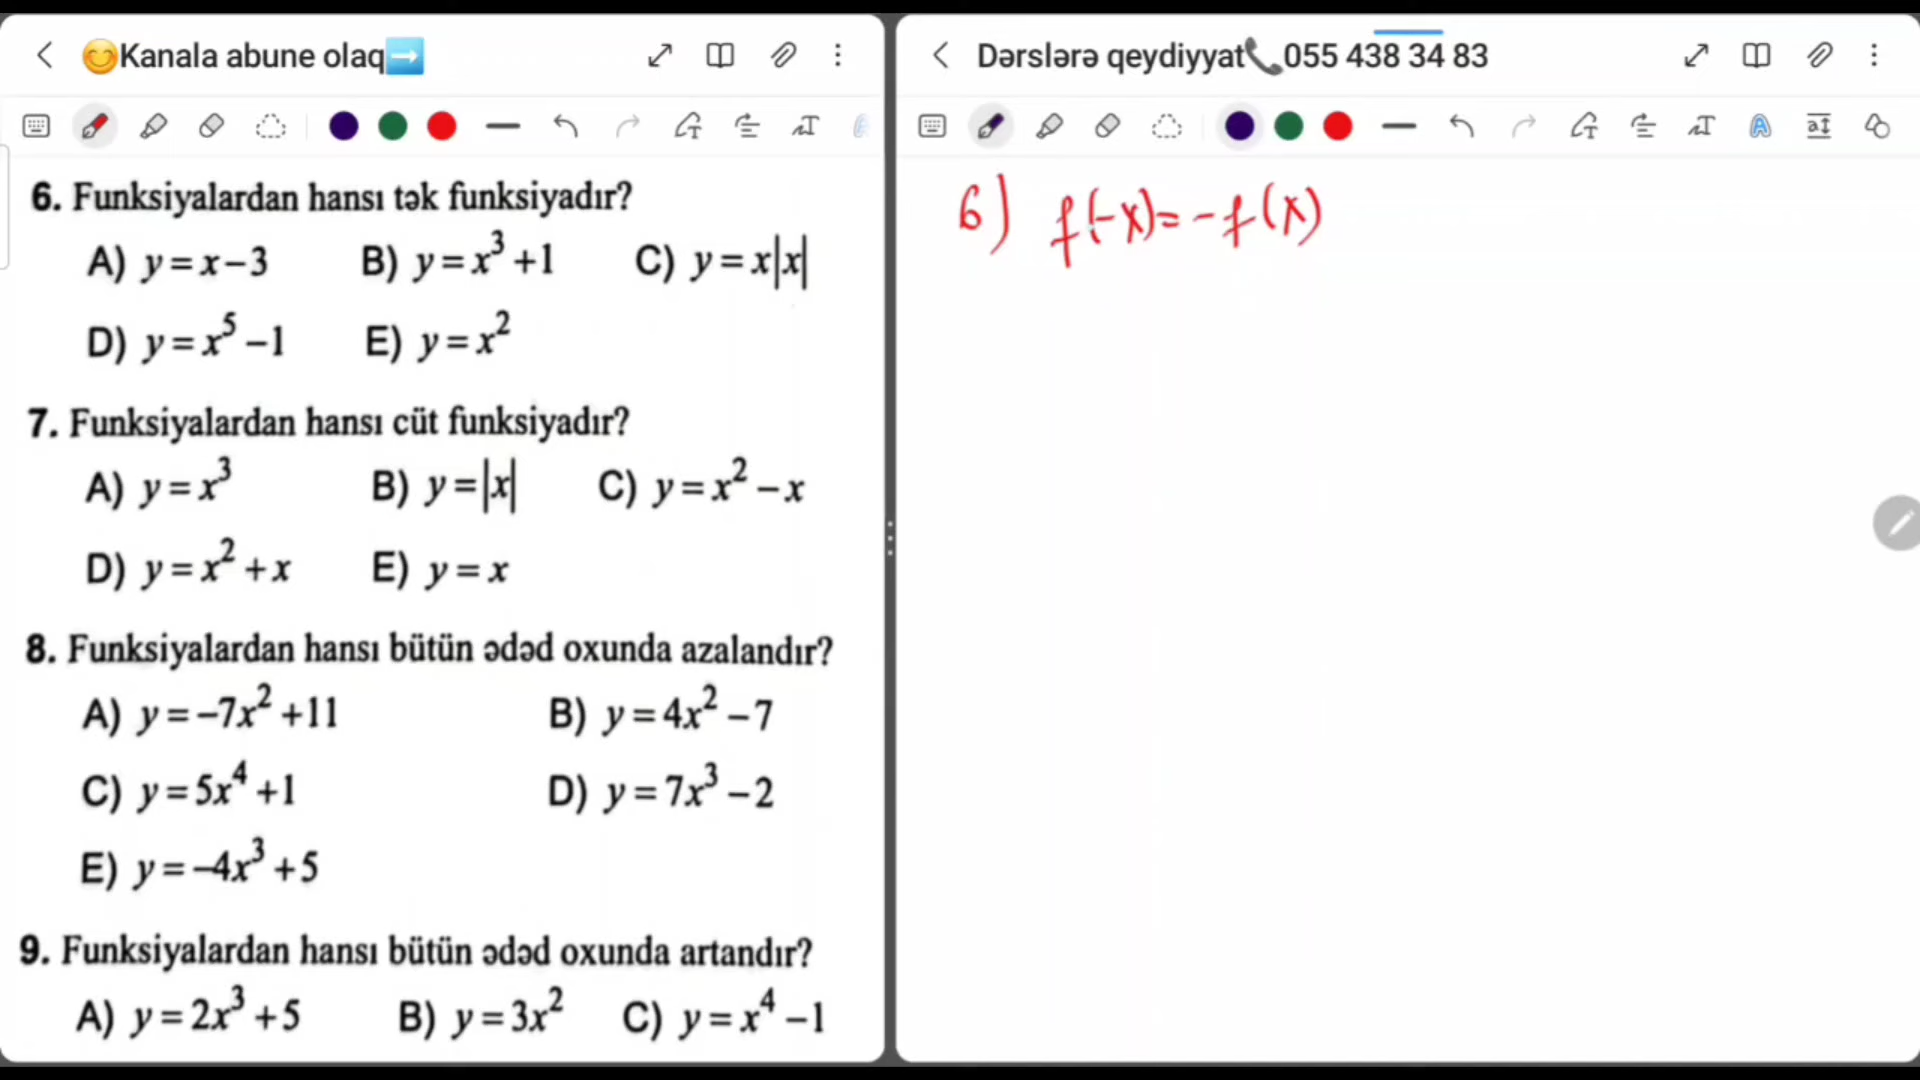 😊Kanala abune olaq➡️
Dərslərə qeydiyyat📞055 438 34 83
6. Funksiyalardan hansı tək funksiyadır?
A) y = x – 3 B) y = x³ + 1 C) y = x|x|
D) y = x⁵ – 1 E) y = x²
7. Funksiyalardan hansı cüt funksiyadır?
A) y = x³ B) y = |x| C) y = x² – x
D) y = x² + x E) y = x
8. Funksiyalardan hansı bütün ədəd oxunda azalandır?
A) y = –7x² + 11 B) y = 4x² – 7
C) y = 5x⁴ + 1 D) y = 7x³ – 2
E) y = –4x³ + 5
9. Funksiyalardan hansı bütün ədəd oxunda artandır?
A) y = 2x³ + 5 B) y = 3x² C) y = x⁴ – 1
6) f(-x)=-f(x)